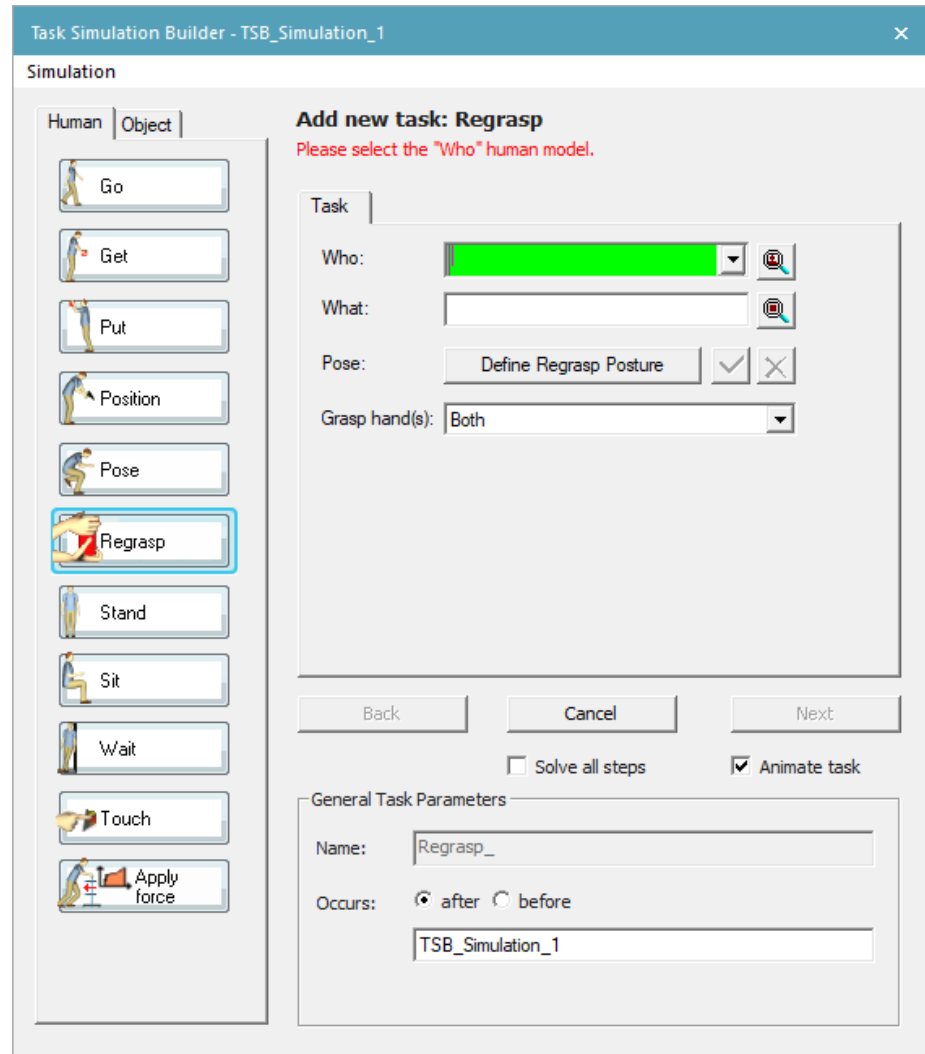 Task Simulation Builder - TSB_Simulation_1
Simulation
Human
Object
Go
Get
Put
Position
Pose
Regrasp
Stand
Sit
Wait
Touch
Apply
force
Add new task: Regrasp
Please select the "Who" human model.
Task
Who:
What:
Pose: Define Regrasp Posture
Grasp hand(s): Both
Back Cancel Next
Solve all steps Animate task
General Task Parameters
Name: Regrasp_
Occurs: after before
TSB_Simulation_1